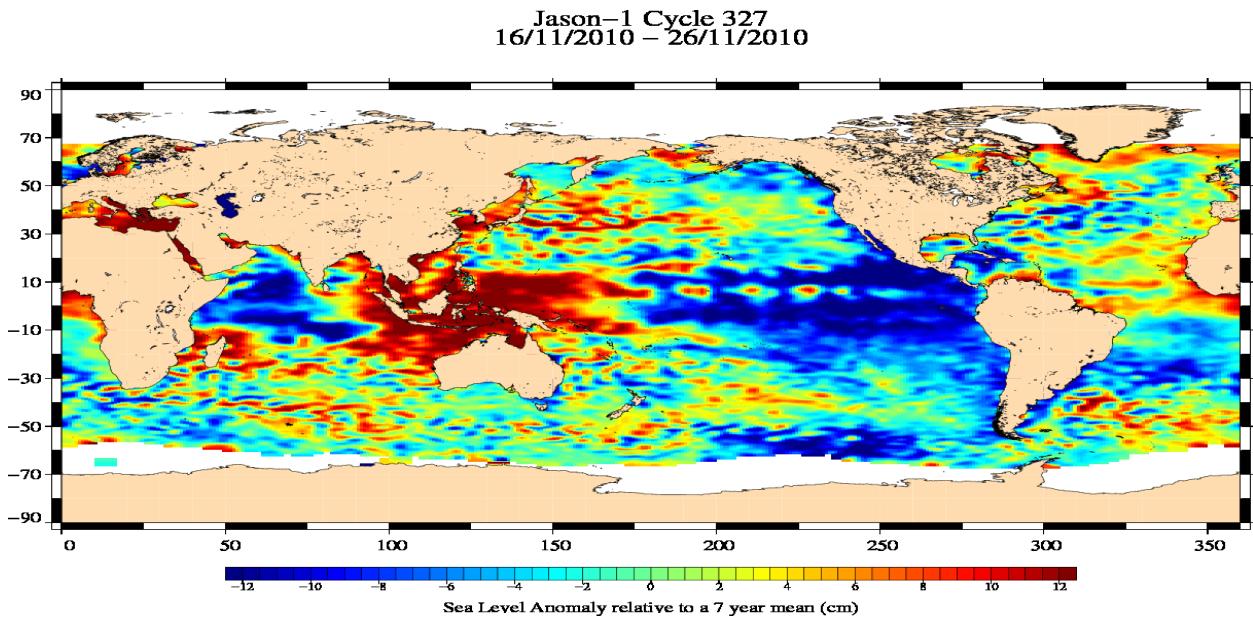 Jason−1 Cycle 327
16/11/2010 − 26/11/2010
90
70
50
30
10
−10
−30
−50
−70
−90
0 50 100 150 200 250 300 350
−12 −10 −8 −6 −4 −2 0 2 4 6 8 10 12
Sea Level Anomaly relative to a 7 year mean (cm)